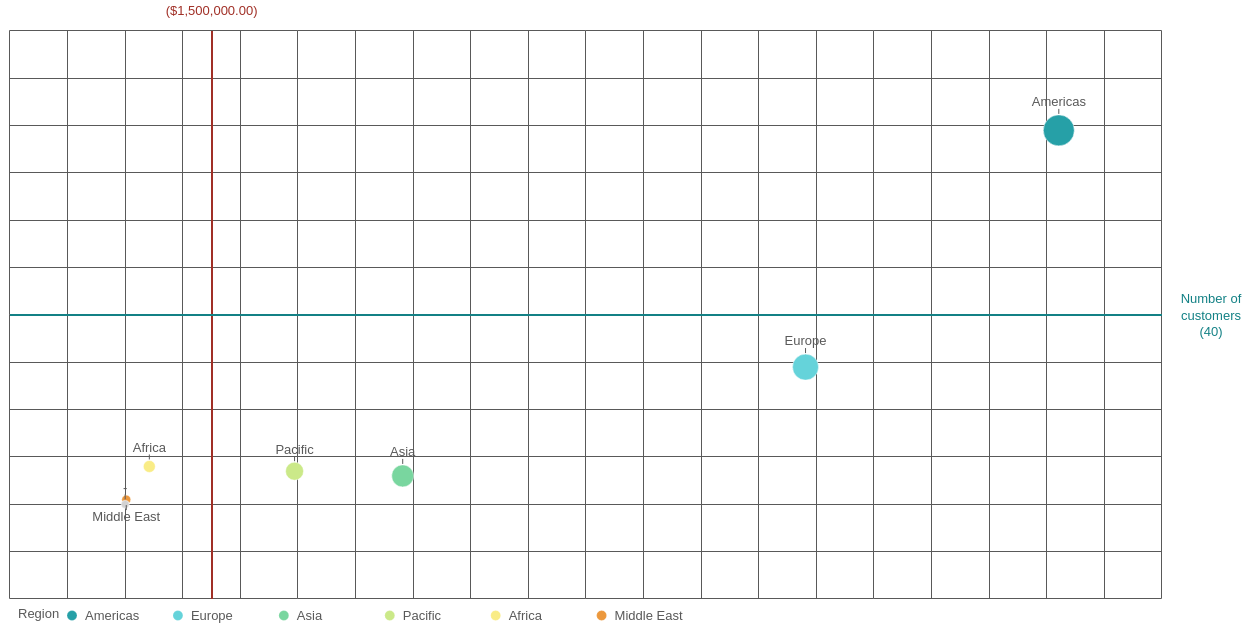 ($1,500,000.00)
Americas
Number of
customers
(40)
Europe
Africa
Pacific
Asia
-
Middle East
Region
Americas
Europe
Asia
Pacific
Africa
Middle East